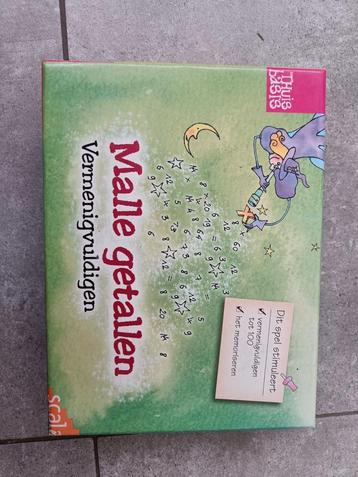 THuis
Basis
Malle getallen
Vermenigvuldigen
Dit spel stimuleert
✓ vermenigvuldigen
tot 100
✓ het memoriseren
scala